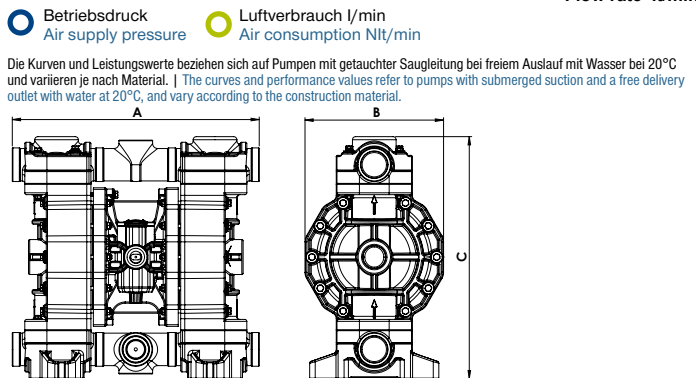 Betriebsdruck
Air supply pressure
Luftverbrauch l/min
Air consumption Nlt/min
Die Kurven und Leistungswerte beziehen sich auf Pumpen mit getauchter Saugleitung bei freiem Auslauf mit Wasser bei 20°C
und variieren je nach Material. | The curves and performance values refer to pumps with submerged suction and a free delivery
outlet with water at 20°C, and vary according to the construction material.
A
B
C